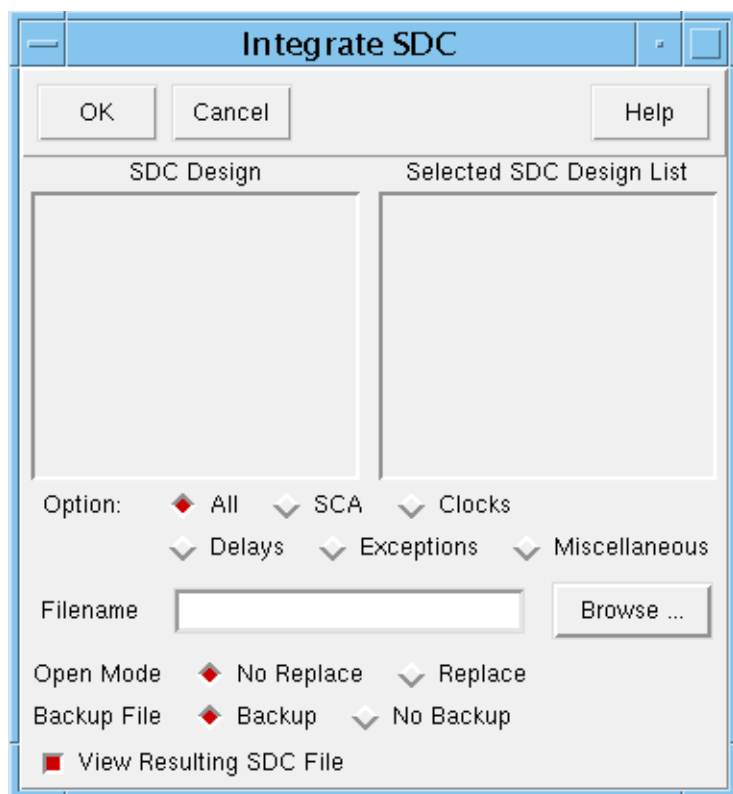 Integrate SDC
OK Cancel Help
SDC Design Selected SDC Design List
Option: All SCA Clocks
Delays Exceptions Miscellaneous
Filename Browse ...
Open Mode No Replace Replace
Backup File Backup No Backup
View Resulting SDC File